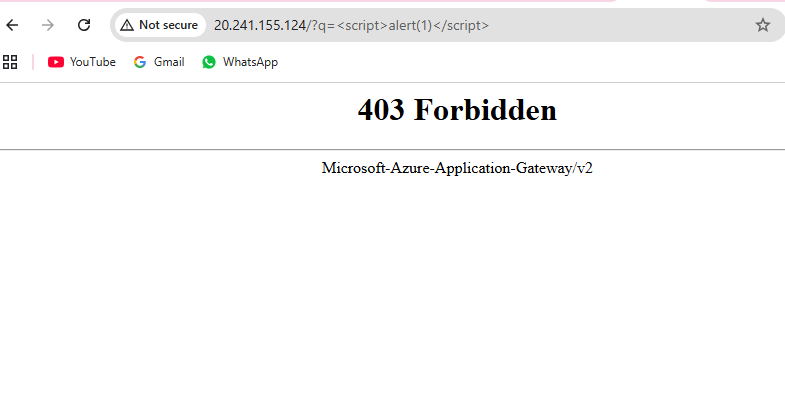 Not secure 20.241.155.124/?q=<script>alert(1)</script>
YouTube Gmail WhatsApp
403 Forbidden
Microsoft-Azure-Application-Gateway/v2